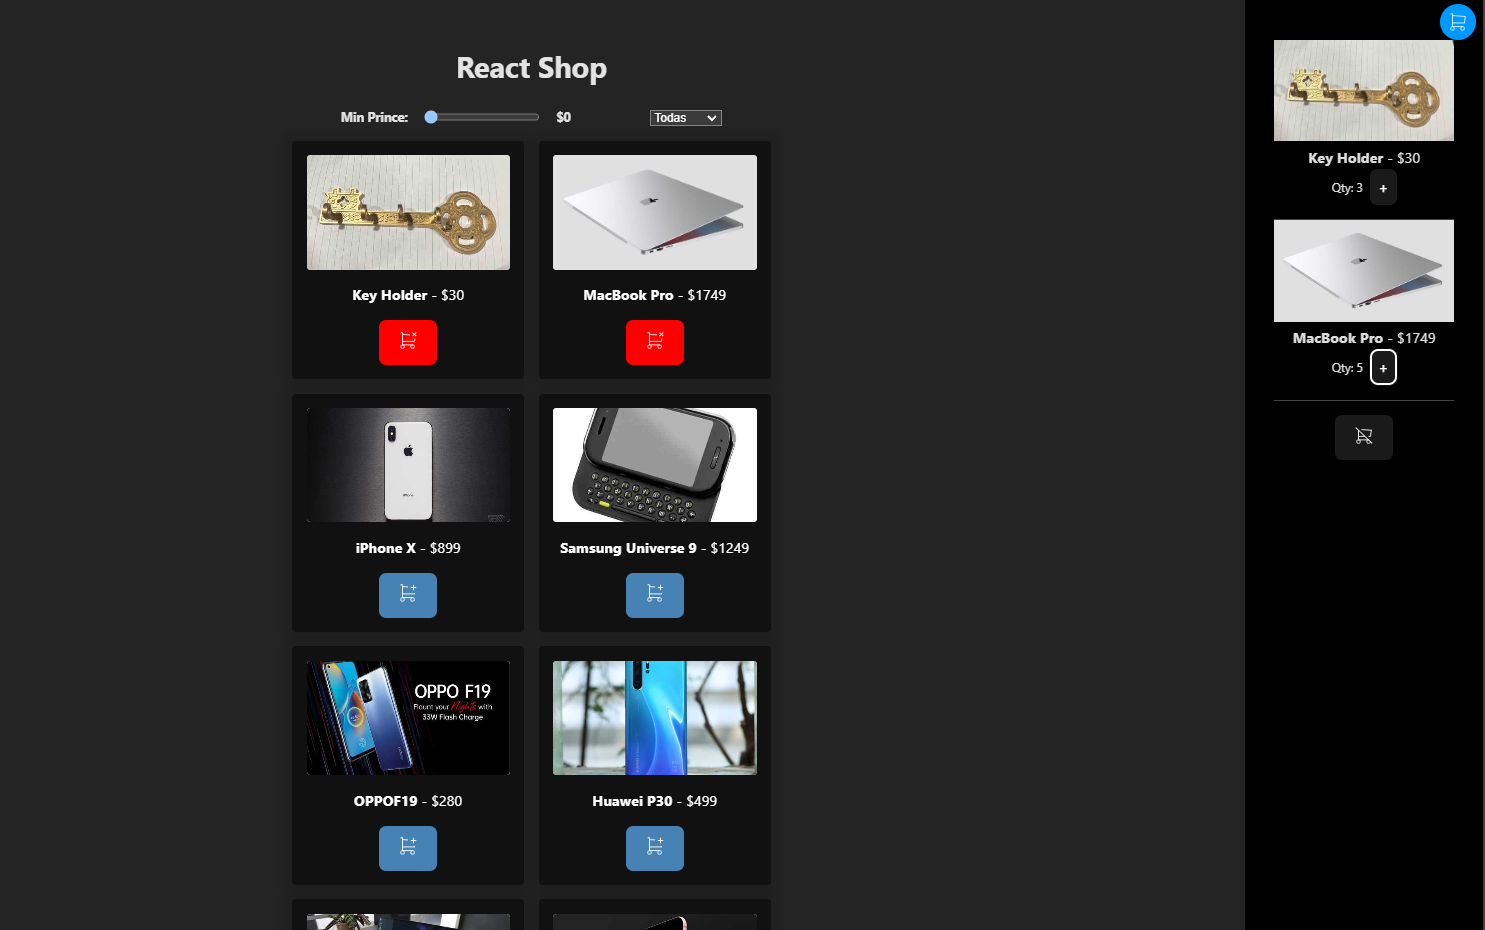 React Shop
Min Prince: $0 Todas
Key Holder - $30
MacBook Pro - $1749
iPhone X - $899
Samsung Universe 9 - $1249
OPPO F19
Flaunt your Nights with
33W Flash Charge
OPPOF19 - $280
Huawei P30 - $499
Key Holder - $30
Qty: 3 +
MacBook Pro - $1749
Qty: 5 +